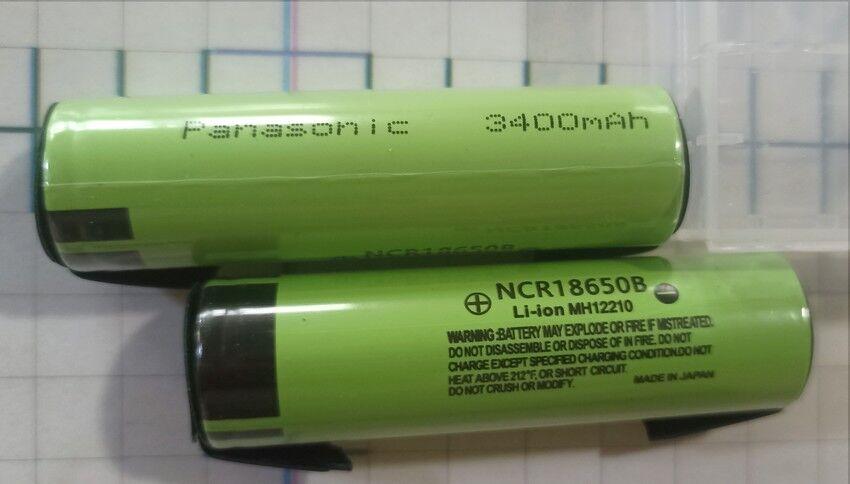 Panasonic 3400mAh
NCR18650B
NCR18650B
Li-ion MH12210
WARNING:BATTERY MAY EXPLODE OR FIRE IF MISTREATED.
DO NOT DISASSEMBLE OR DISPOSE OF IN FIRE. DO NOT
CHARGE EXCEPT SPECIFIED CHARGING CONDITION.DO NOT
HEAT ABOVE 212°F, OR SHORT CIRCUIT.
DO NOT CRUSH OR MODIFY.
MADE IN JAPAN